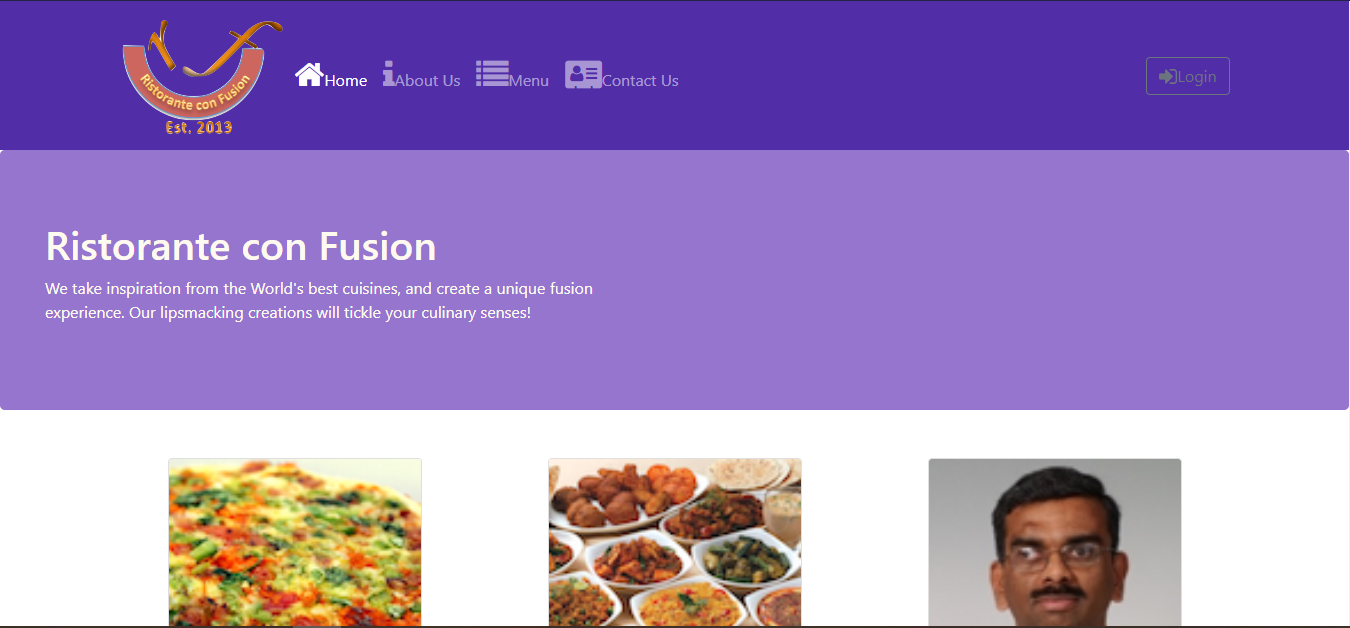 Ristorante con Fusion
Est. 2013
Home About Us Menu Contact Us Login
Ristorante con Fusion
We take inspiration from the World's best cuisines, and create a unique fusion
experience. Our lipsmacking creations will tickle your culinary senses!